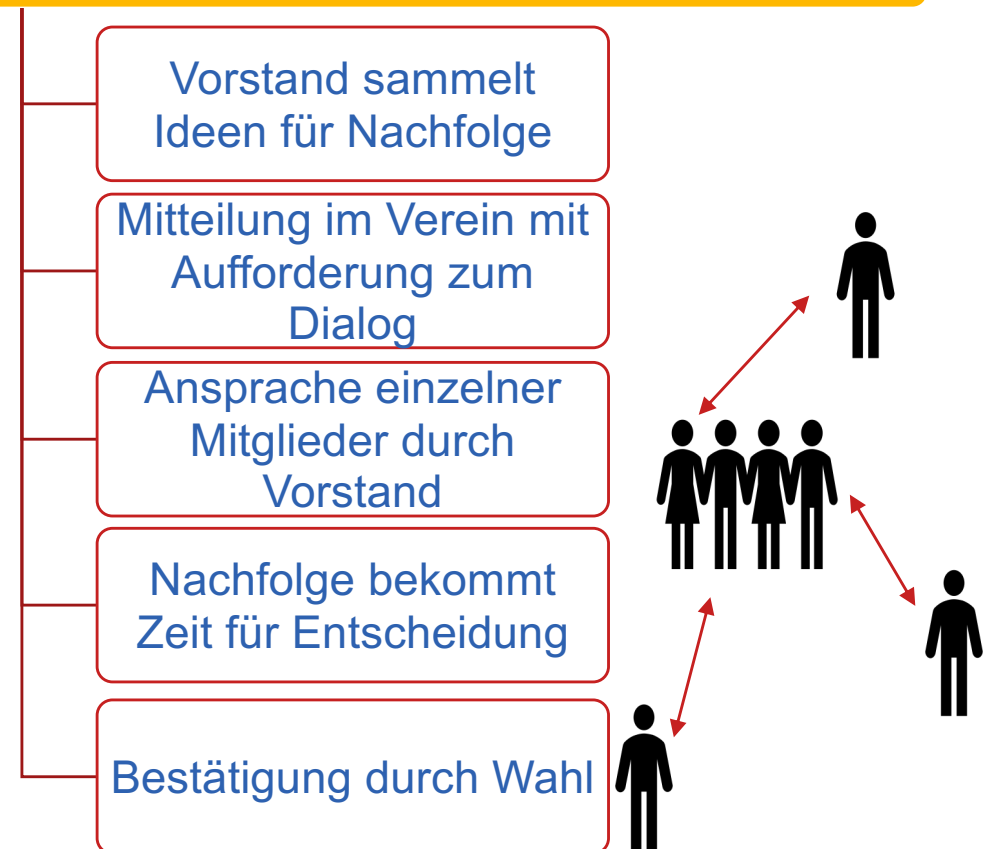 Vorstand sammelt
Ideen für Nachfolge
Mitteilung im Verein mit
Aufforderung zum
Dialog
Ansprache einzelner
Mitglieder durch
Vorstand
Nachfolge bekommt
Zeit für Entscheidung
Bestätigung durch Wahl